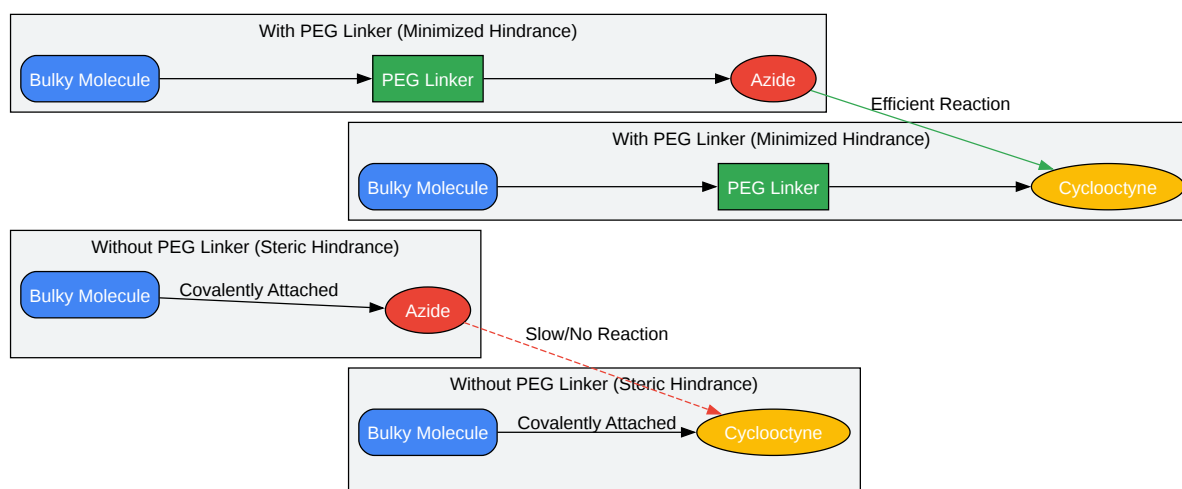 With PEG Linker (Minimized Hindrance)
Bulky Molecule
PEG Linker
Azide
Efficient Reaction
With PEG Linker (Minimized Hindrance)
Bulky Molecule
PEG Linker
Cyclooctyne
Without PEG Linker (Steric Hindrance)
Bulky Molecule
Covalently Attached
Azide
Slow/No Reaction
Without PEG Linker (Steric Hindrance)
Bulky Molecule
Covalently Attached
Cyclooctyne